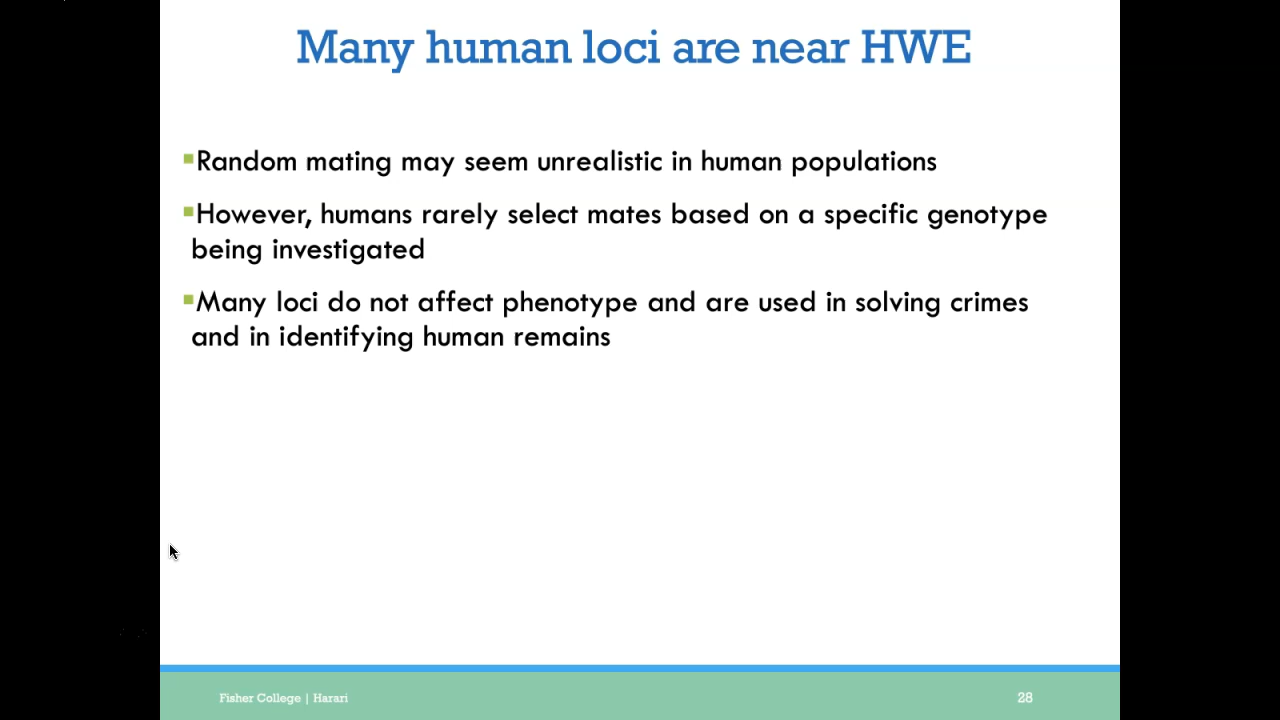 Many human loci are near HWE
▪Random mating may seem unrealistic in human populations
▪However, humans rarely select mates based on a specific genotype
being investigated
▪Many loci do not affect phenotype and are used in solving crimes
and in identifying human remains
Fisher College | Harari
28